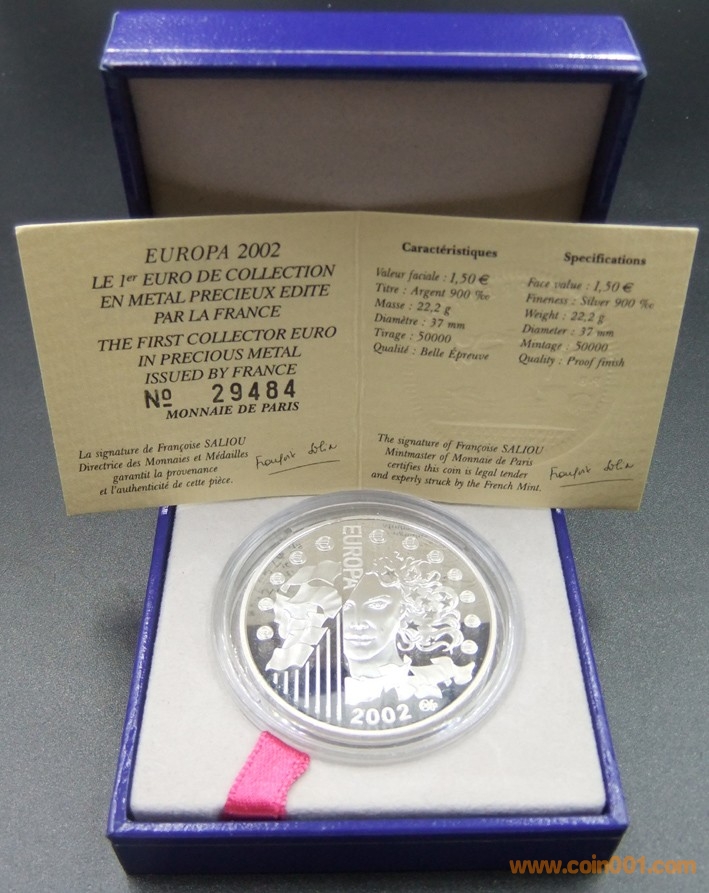 EUROPA 2002
LE 1er EURO DE COLLECTION
EN METAL PRECIEUX EDITE
PAR LA FRANCE
THE FIRST COLLECTOR EURO
IN PRECIOUS METAL
ISSUED BY FRANCE
No 29484
MONNAIE DE PARIS
La signature de Françoise SALIOU
Directrice des Monnaies et Médailles
garantit la provenance
et l'authenticité de cette pièce.
Caractéristiques
Valeur faciale : 1,50 €
Titre : Argent 900 ‰
Masse : 22,2 g
Diamètre : 37 mm
Tirage : 50000
Qualité : Belle Épreuve
Specifications
Face value : 1,50 €
Fineness : Silver 900 ‰
Weight : 22,2 g
Diameter : 37 mm
Mintage : 50000
Quality : Proof finish
The signature of Françoise SALIOU
Mintmaster of Monnaie de Paris
certifies this coin is legal tender
and experly struck by the French Mint.
EUROPA
2002
www.coin001.com